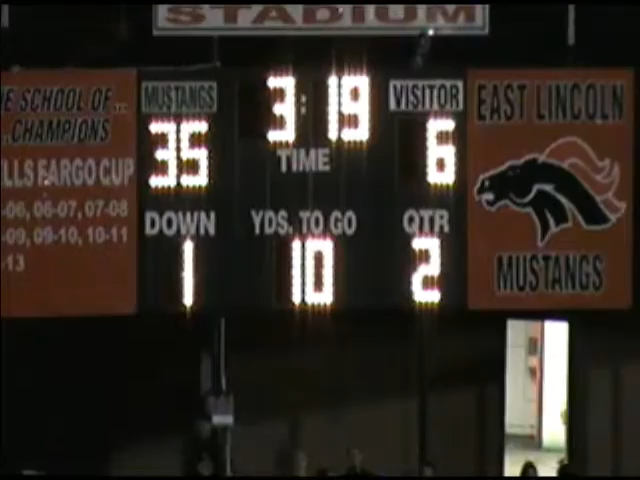 STADIUM
E SCHOOL OF...
...CHAMPIONS
LLS FARGO CUP
-06, 06-07, 07-08
-09, 09-10, 10-11
-13
MUSTANGS
3:19
VISITOR
35
TIME
6
DOWN
YDS. TO GO
QTR
1
10
2
EAST LINCOLN
MUSTANGS